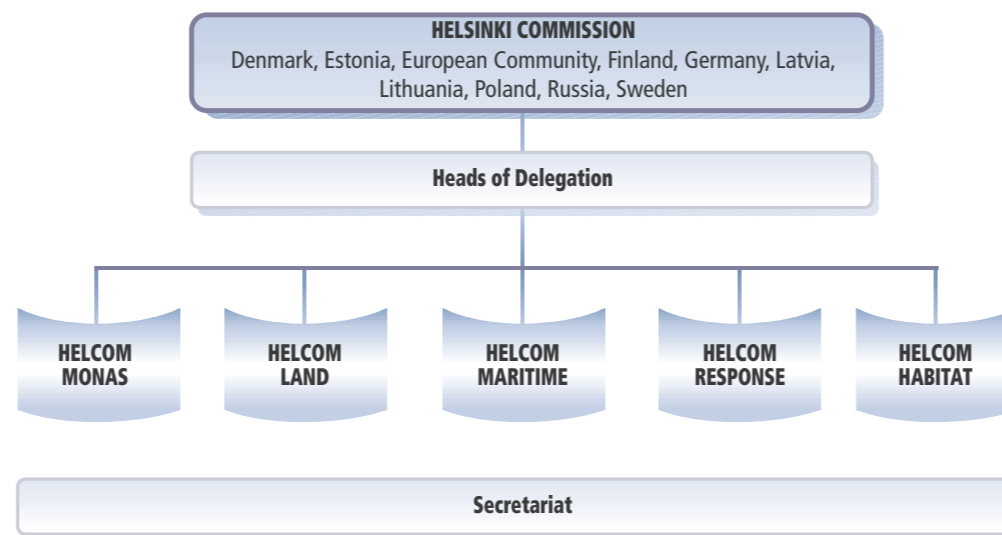 HELSINKI COMMISSION
Denmark, Estonia, European Community, Finland, Germany, Latvia,
Lithuania, Poland, Russia, Sweden
Heads of Delegation
HELCOM
MONAS
HELCOM
LAND
HELCOM
MARITIME
HELCOM
RESPONSE
HELCOM
HABITAT
Secretariat